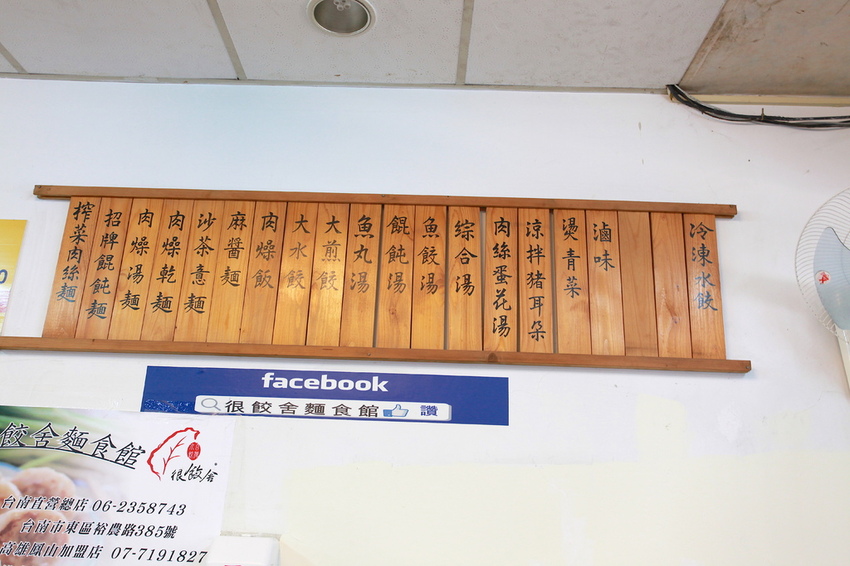 冷凍水餃
滷味
燙青菜
涼拌豬耳朵
肉絲蛋花湯
綜合湯
魚餃湯
餛飩湯
魚丸湯
大煎餃
大水餃
肉燥飯
麻醬麵
沙茶意麵
肉燥乾麵
肉燥湯麵
招牌餛飩麵
榨菜肉絲麵
facebook
很餃舍麵食館 讚
餃舍麵食館
很餃舍
台南直營總店 06-2358743
台南市東區裕農路385號
高雄鳳山加盟店 07-7191827